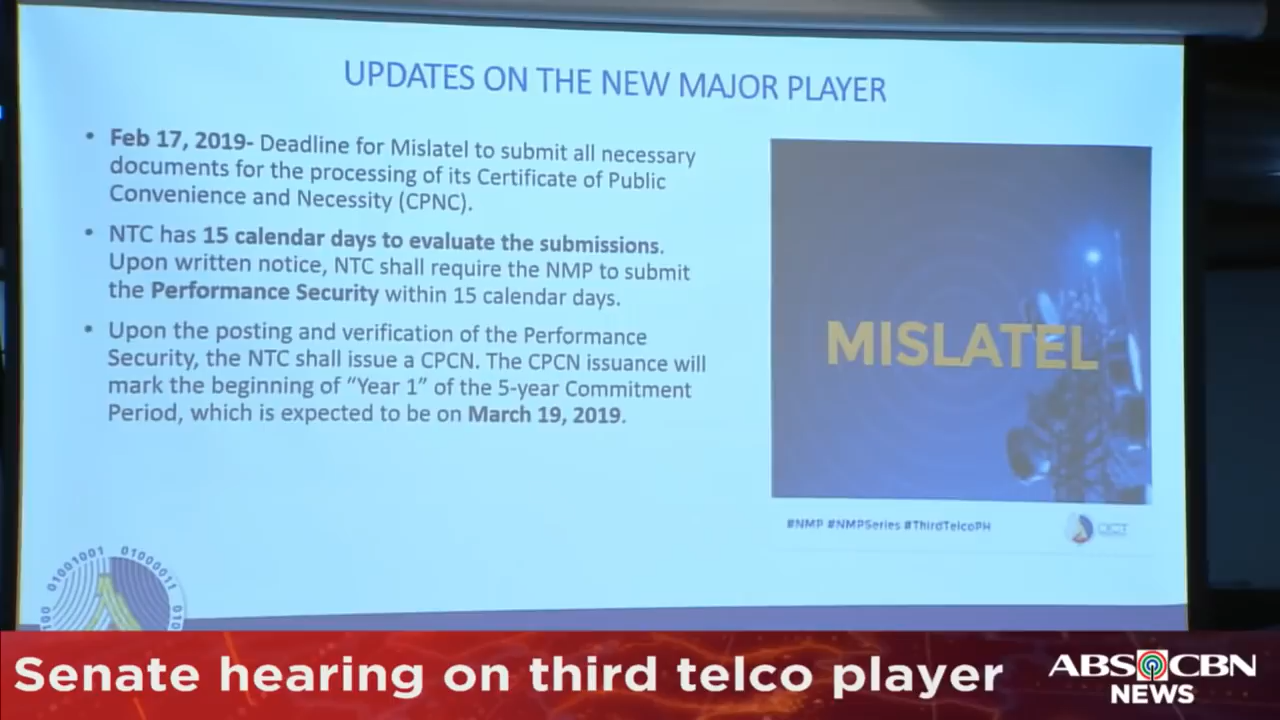 UPDATES ON THE NEW MAJOR PLAYER
• Feb 17, 2019- Deadline for Mislatel to submit all necessary
documents for the processing of its Certificate of Public
Convenience and Necessity (CPNC).
• NTC has 15 calendar days to evaluate the submissions.
Upon written notice, NTC shall require the NMP to submit
the Performance Security within 15 calendar days.
• Upon the posting and verification of the Performance
Security, the NTC shall issue a CPCN. The CPCN issuance will
mark the beginning of “Year 1” of the 5-year Commitment
Period, which is expected to be on March 19, 2019.
MISLATEL
#NMP #NMPSeries #ThirdTelcoPH
01001001 01000011
Senate hearing on third telco player
ABS CBN
NEWS